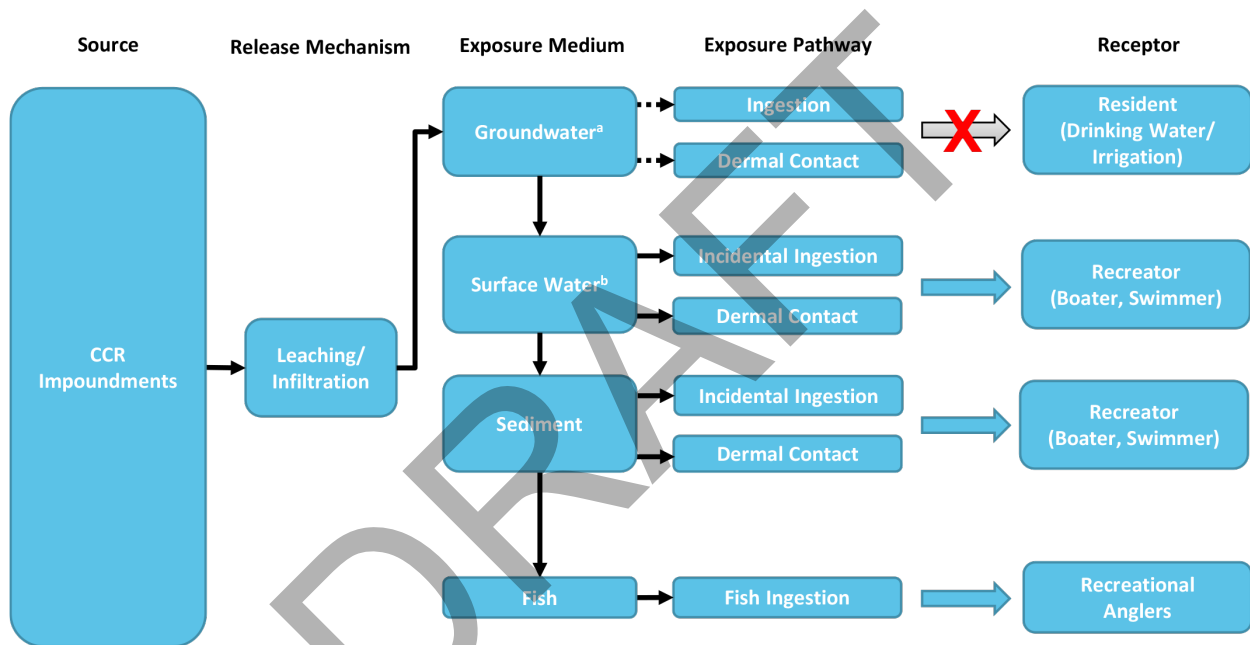 Source
Release Mechanism
Exposure Medium
Exposure Pathway
Receptor
CCR
Impoundments
Leaching/
Infiltration
Groundwaterᵃ
Ingestion
Dermal Contact
X
Resident
(Drinking Water/
Irrigation)
Surface Waterᵇ
Incidental Ingestion
Dermal Contact
Recreator
(Boater, Swimmer)
Sediment
Incidental Ingestion
Dermal Contact
Recreator
(Boater, Swimmer)
Fish
Fish Ingestion
Recreational
Anglers
DRAFT